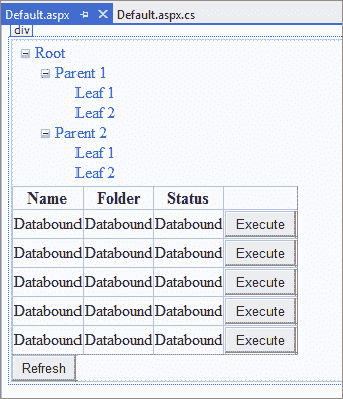 Default.aspx Default.aspx.cs
div
Root
Parent 1
Leaf 1
Leaf 2
Parent 2
Leaf 1
Leaf 2
Name Folder Status
Databound Databound Databound Execute
Databound Databound Databound Execute
Databound Databound Databound Execute
Databound Databound Databound Execute
Databound Databound Databound Execute
Refresh